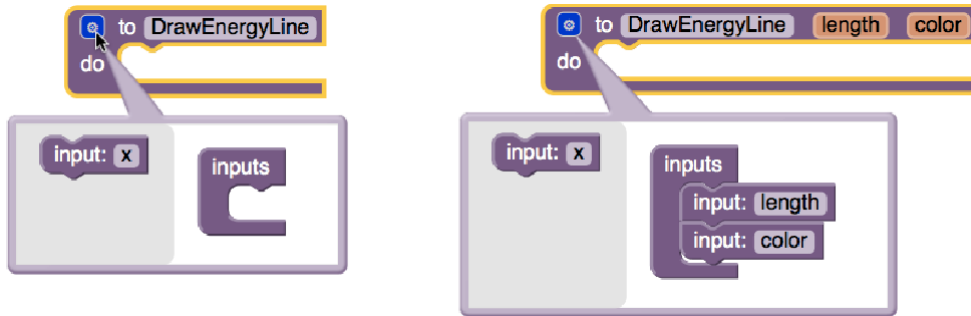 to DrawEnergyLine
do
input: x
inputs
to DrawEnergyLine length color
do
input: x
inputs
input: length
input: color